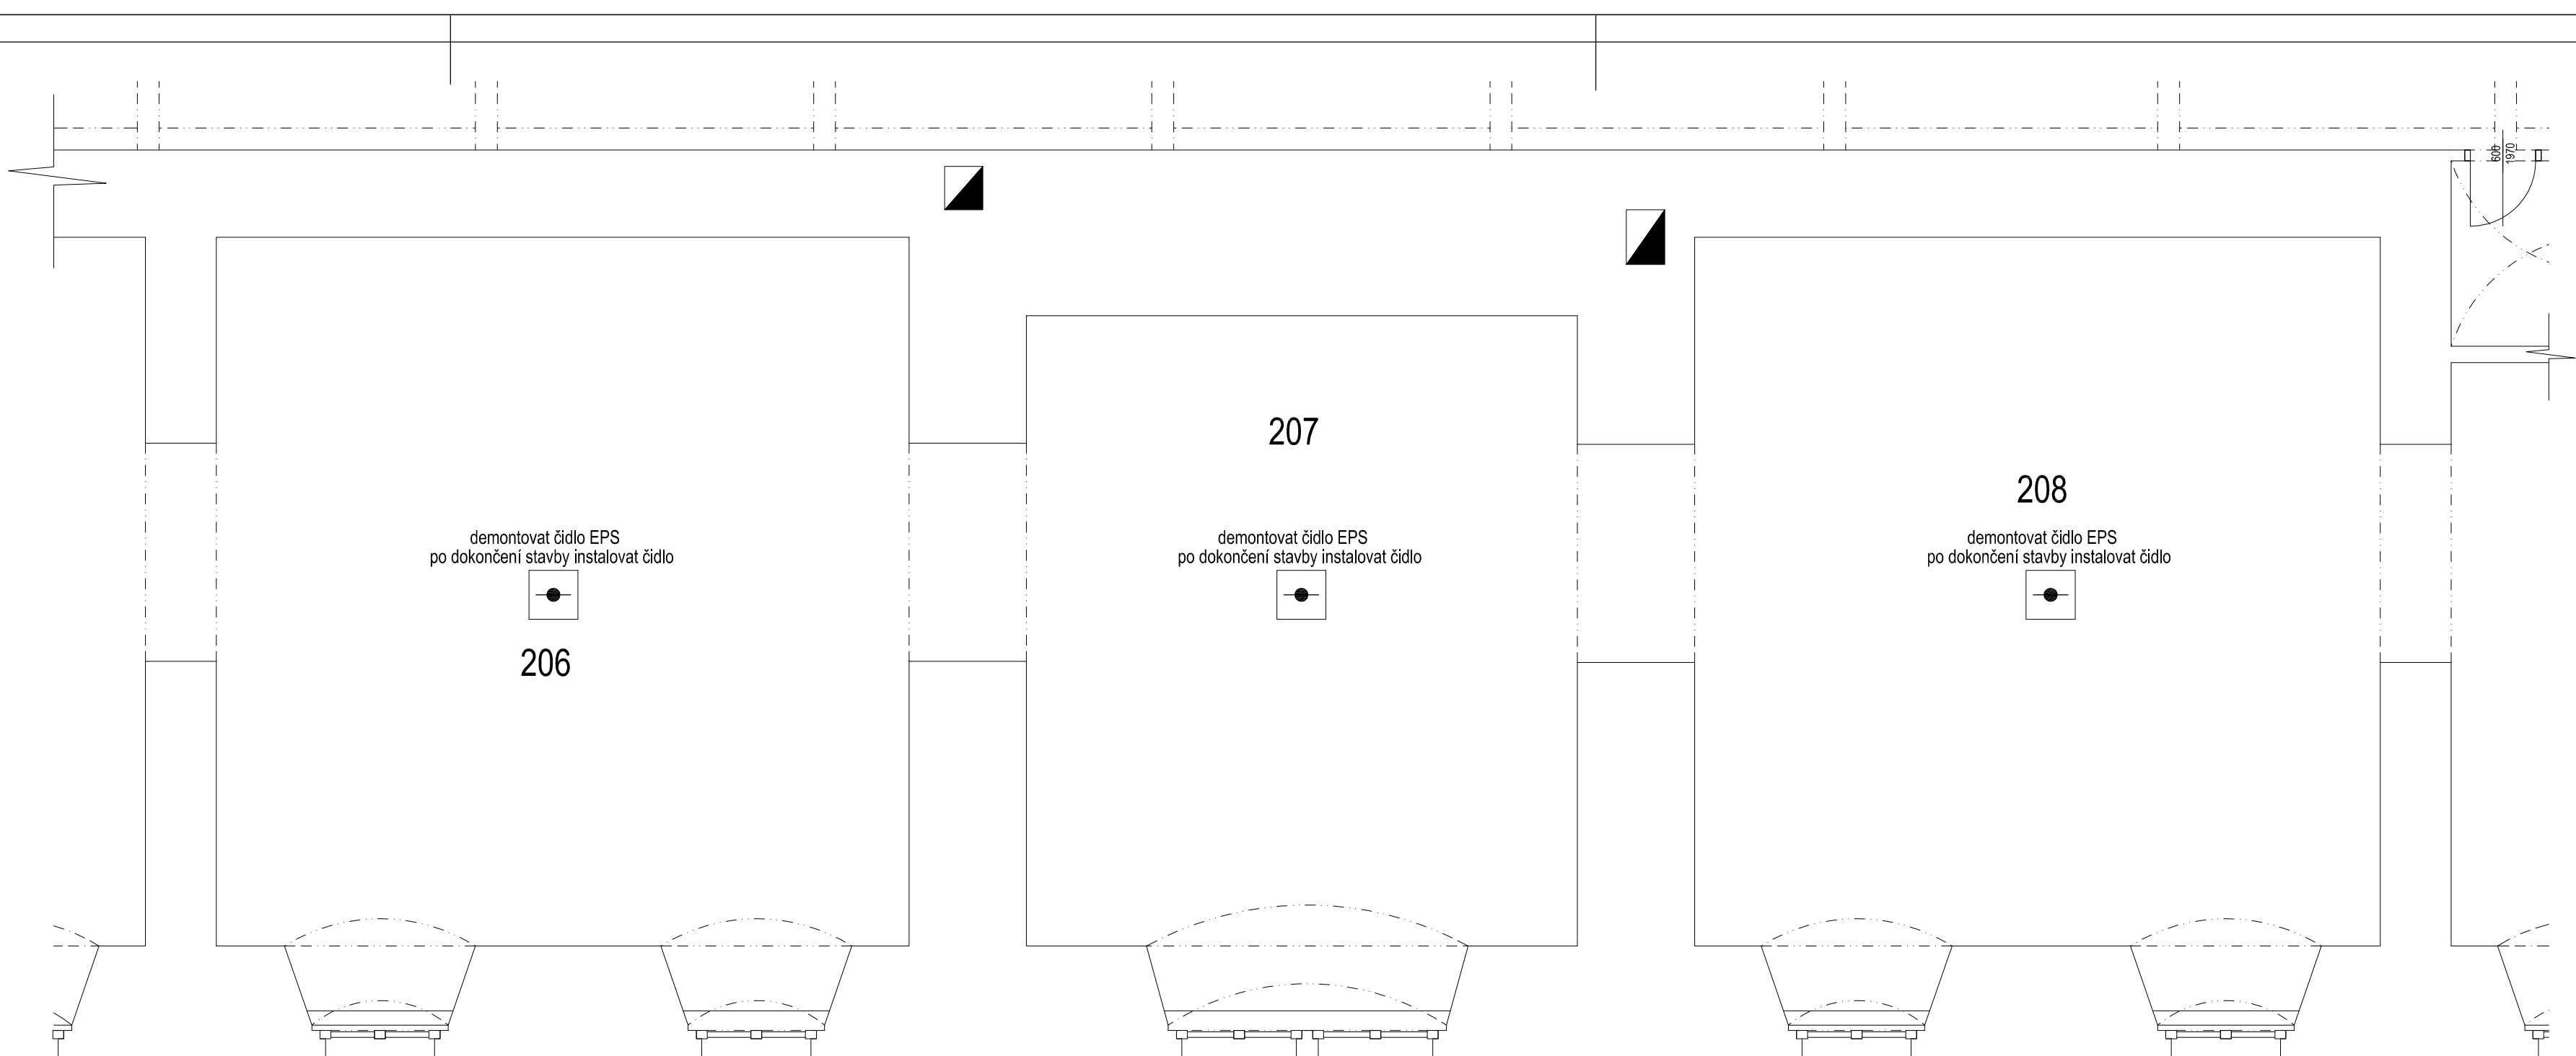 600
1970
207
208
demontovat čidlo EPS
po dokončení stavby instalovat čidlo
demontovat čidlo EPS
po dokončení stavby instalovat čidlo
demontovat čidlo EPS
po dokončení stavby instalovat čidlo
206